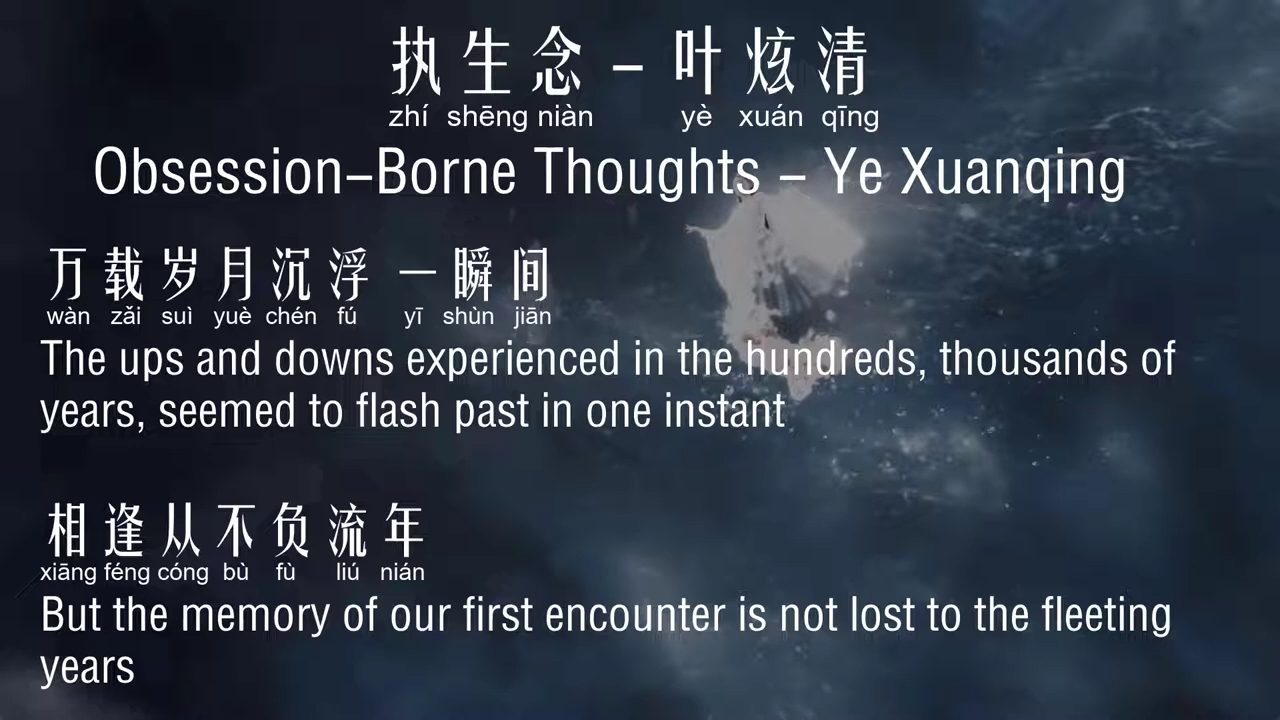 执生念 – 叶炫清
zhí shēng niàn yè xuán qīng
Obsession–Borne Thoughts – Ye Xuanqing
万载岁月沉浮 一瞬间
wàn zǎi suì yuè chén fú yī shùn jiān
The ups and downs experienced in the hundreds, thousands of
years, seemed to flash past in one instant
相逢从不负流年
xiāng féng cóng bù fù liú nián
But the memory of our first encounter is not lost to the fleeting
years